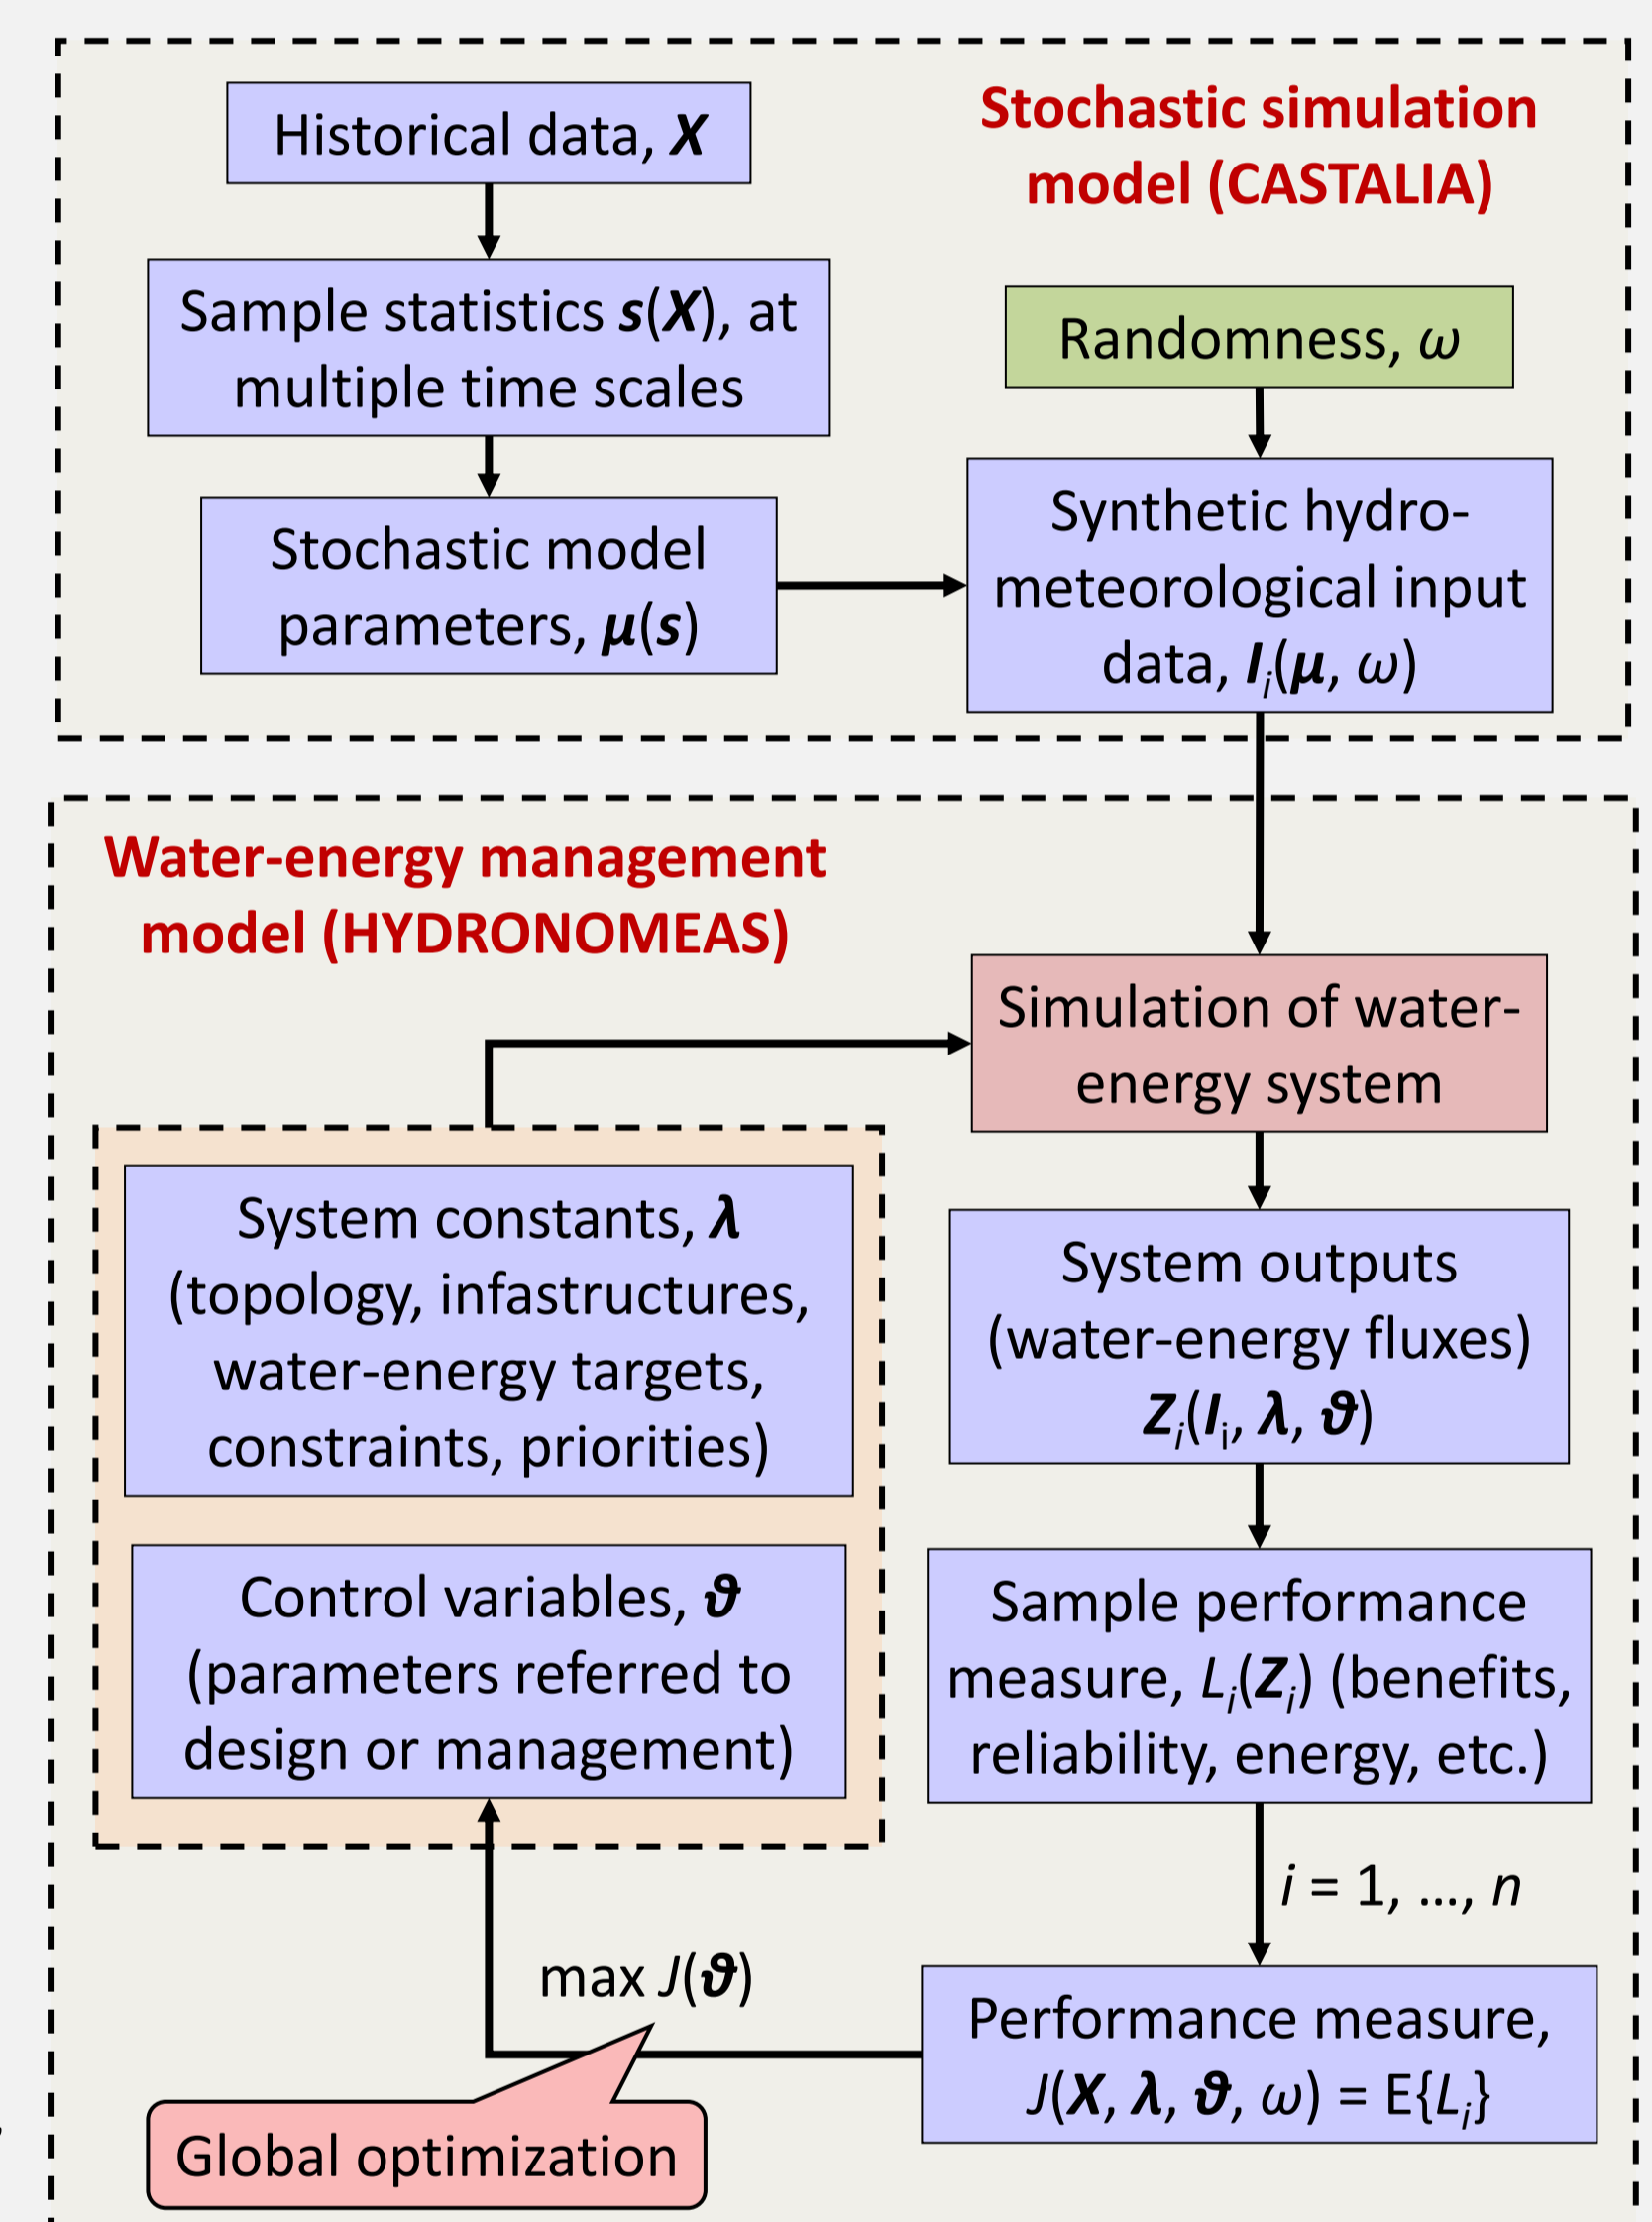 Historical data, X
Stochastic simulation
model (CASTALIA)
Sample statistics s(X), at
multiple time scales
Randomness, ω
Stochastic model
parameters, μ(s)
Synthetic hydro-
meteorological input
data, Iᵢ(μ, ω)
Water-energy management
model (HYDRONOMEAS)
Simulation of water-
energy system
System constants, λ
(topology, infastructures,
water-energy targets,
constraints, priorities)
System outputs
(water-energy fluxes)
Zᵢ(Iᵢ, λ, ϑ)
Control variables, ϑ
(parameters referred to
design or management)
Sample performance
measure, Lᵢ(Zᵢ) (benefits,
reliability, energy, etc.)
i = 1, …, n
max J(ϑ)
Performance measure,
J(X, λ, ϑ, ω) = E{Lᵢ}
Global optimization